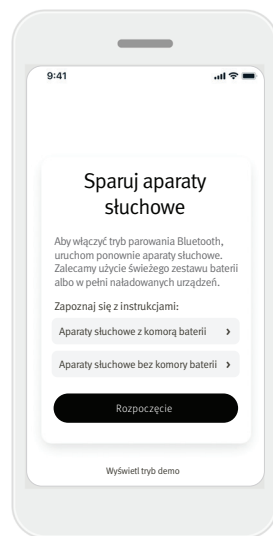 9:41
Sparuj aparaty
słuchowe
Aby włączyć tryb parowania Bluetooth,
uruchom ponownie aparaty słuchowe.
Zalecamy użycie świeżego zestawu baterii
albo w pełni naładowanych urządzeń.
Zapoznaj się z instrukcjami:
Aparaty słuchowe z komorą baterii
Aparaty słuchowe bez komory baterii
Rozpoczęcie
Wyświetl tryb demo